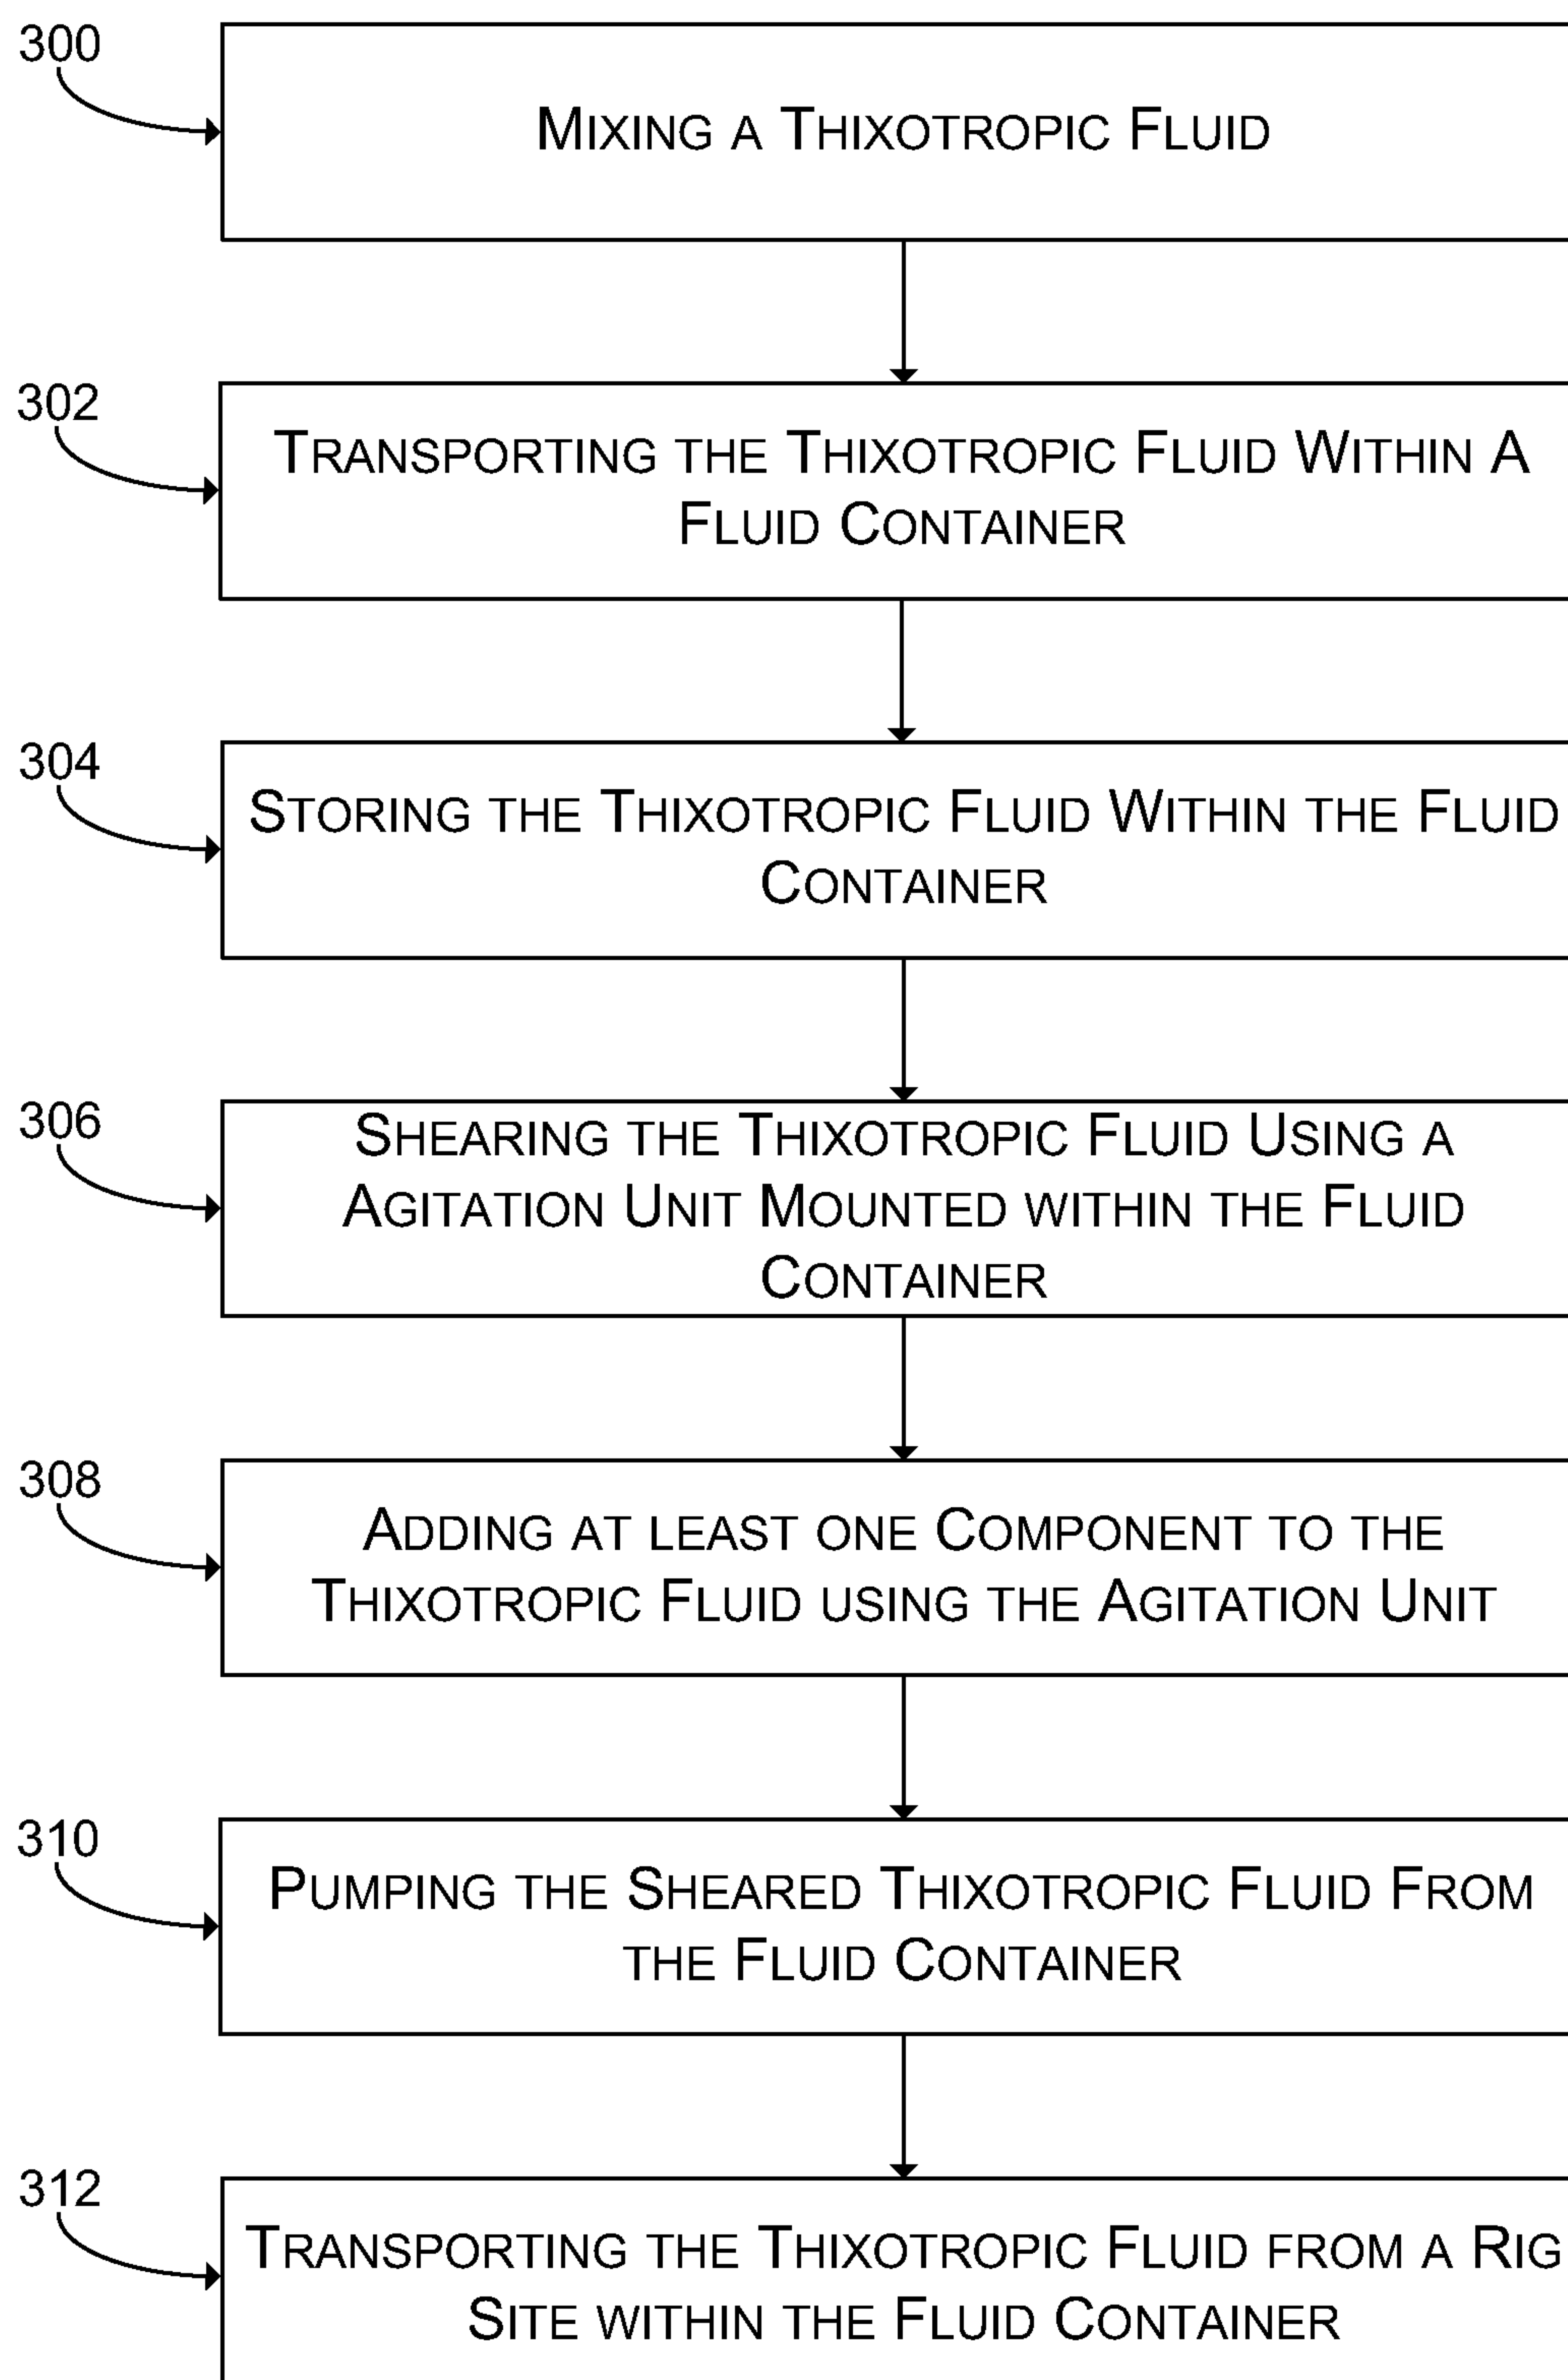 300
MIXING A THIXOTROPIC FLUID
302
TRANSPORTING THE THIXOTROPIC FLUID WITHIN A
FLUID CONTAINER
304
STORING THE THIXOTROPIC FLUID WITHIN THE FLUID
CONTAINER
306
SHEARING THE THIXOTROPIC FLUID USING A
AGITATION UNIT MOUNTED WITHIN THE FLUID
CONTAINER
308
ADDING AT LEAST ONE COMPONENT TO THE
THIXOTROPIC FLUID USING THE AGITATION UNIT
310
PUMPING THE SHEARED THIXOTROPIC FLUID FROM
THE FLUID CONTAINER
312
TRANSPORTING THE THIXOTROPIC FLUID FROM A RIG
SITE WITHIN THE FLUID CONTAINER